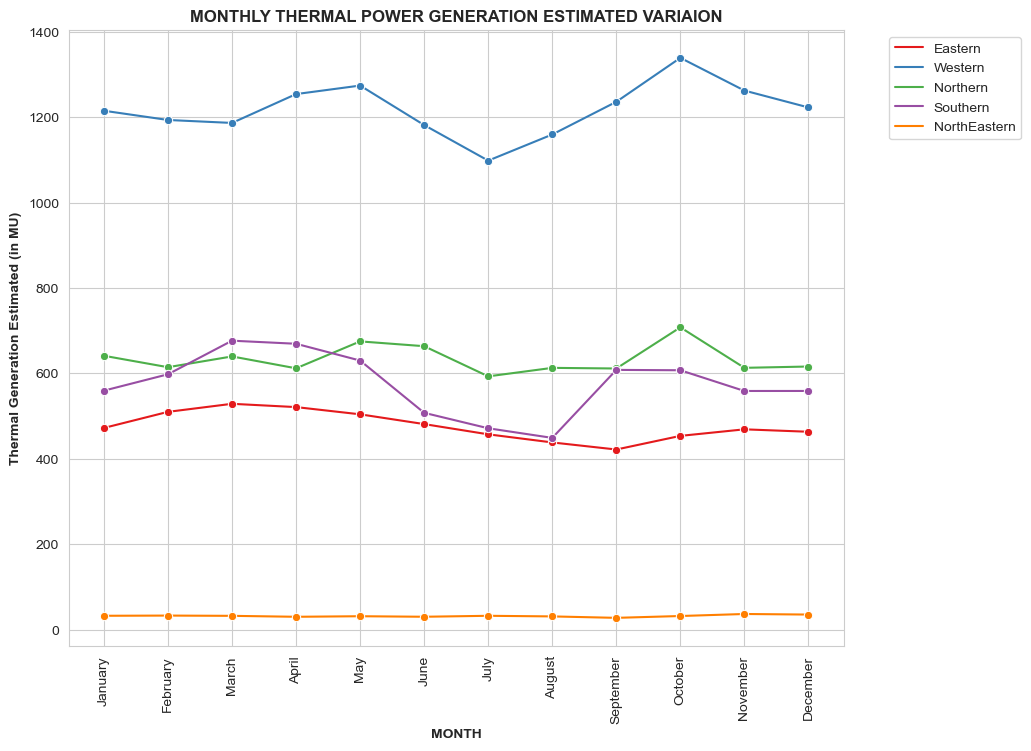 MONTHLY THERMAL POWER GENERATION ESTIMATED VARIAION
Eastern
Western
Northern
Southern
NorthEastern
Thermal Generation Estimated (in MU)
1400
1200
1000
800
600
400
200
0
January
February
March
April
May
June
July
August
September
October
November
December
MONTH